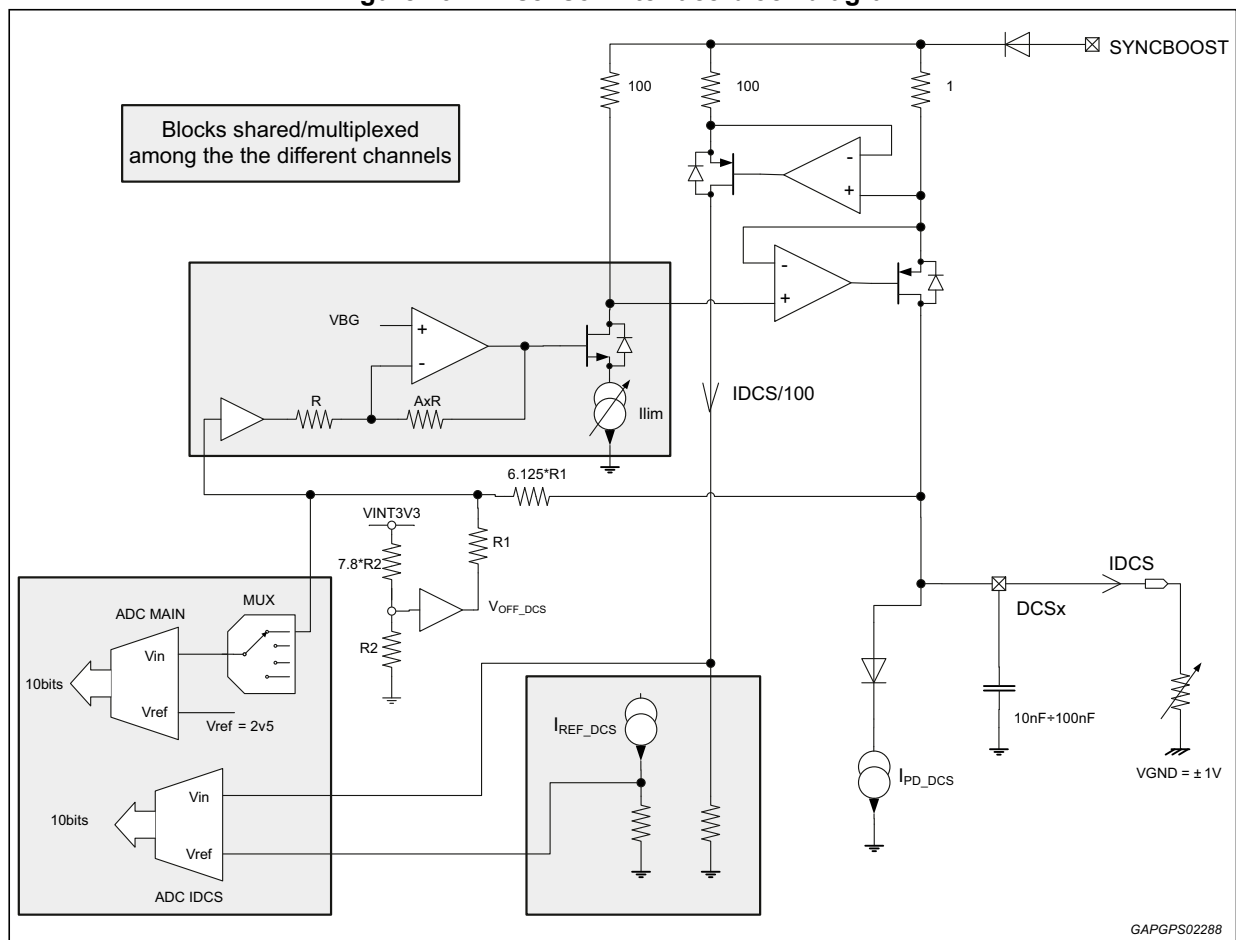 SYNCBOOST
100
100
1
Blocks shared/multiplexed
among the the different channels
VBG
+
-
-
+
-
+
R
AxR
Ilim
IDCS/100
6.125*R1
VINT3V3
7.8*R2
R1
VOFF_DCS
R2
IDCS
DCSx
ADC MAIN
MUX
Vin
10bits
Vref
Vref = 2v5
IREF_DCS
10nF÷100nF
IPD_DCS
VGND = ± 1V
Vin
10bits
Vref
ADC IDCS
GAPGPS02288